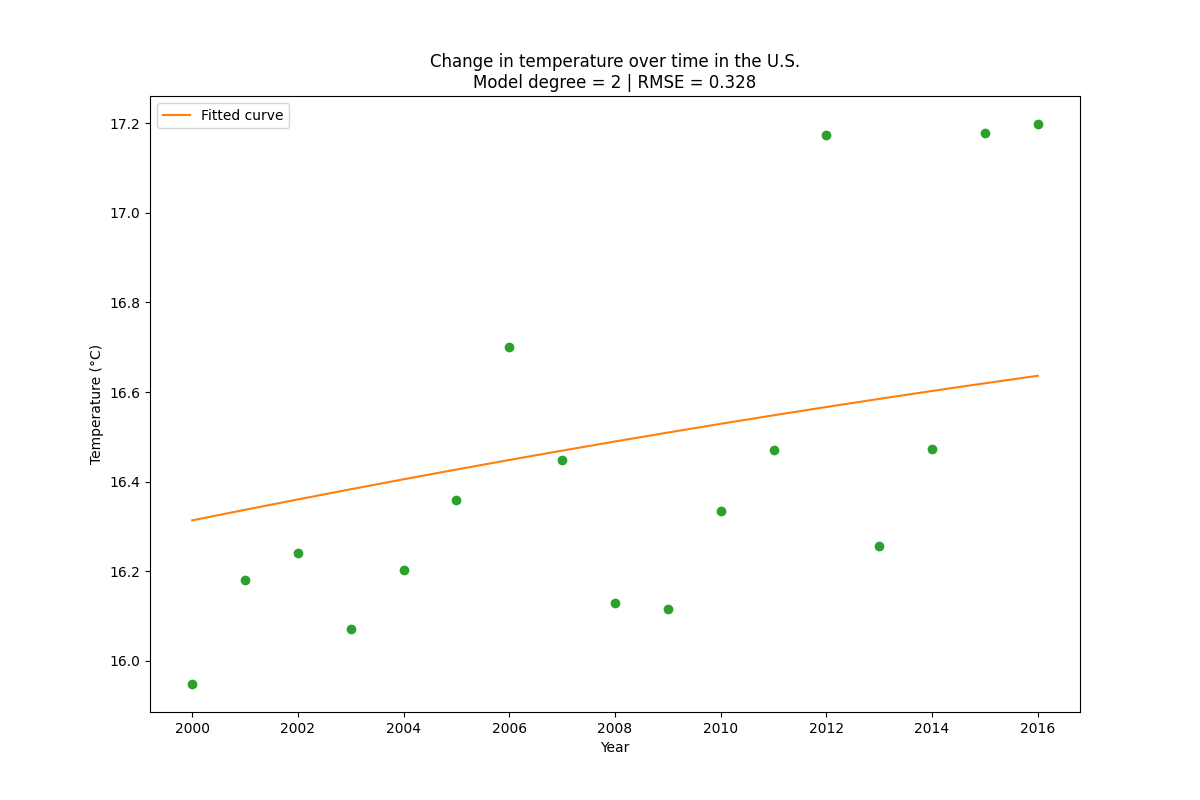 Change in temperature over time in the U.S.
Model degree = 2 | RMSE = 0.328
Fitted curve
17.2
17.0
16.8
16.6
16.4
16.2
16.0
Temperature (°C)
2000 2002 2004 2006 2008 2010 2012 2014 2016
Year